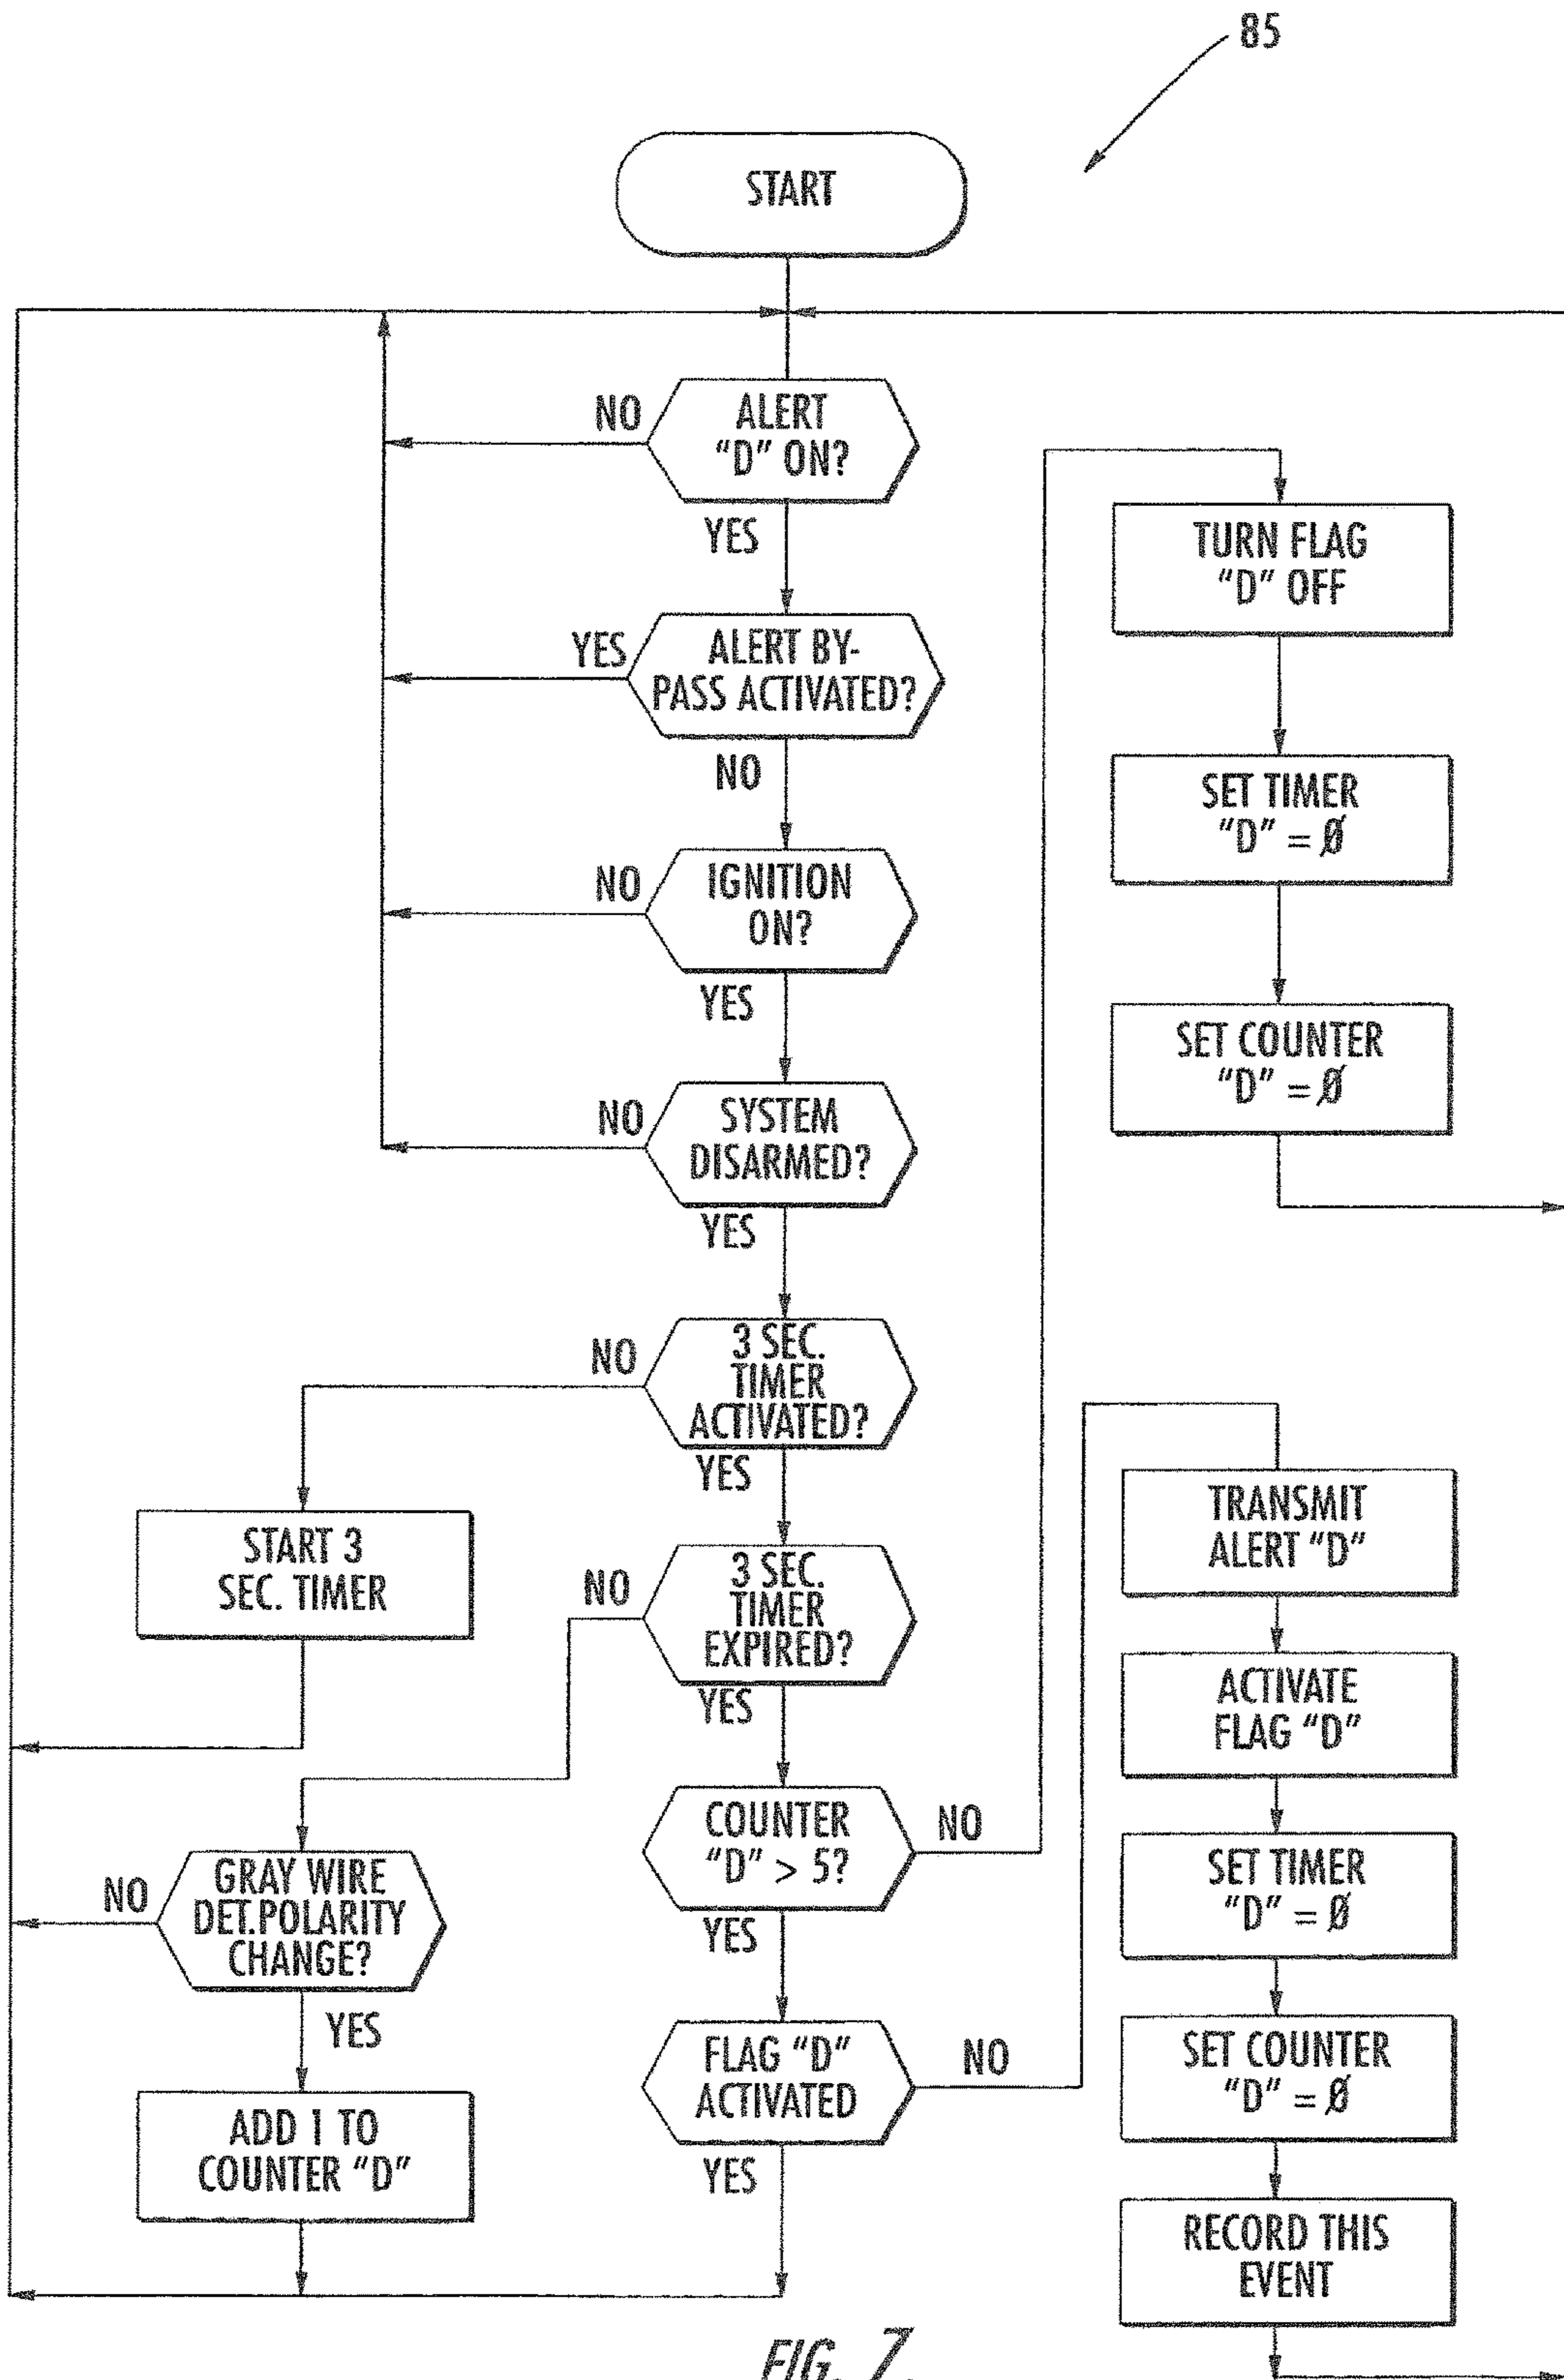 85
START
NO
ALERT
"D" ON?
YES
YES
ALERT BY-
PASS ACTIVATED?
NO
NO
IGNITION
ON?
YES
NO
SYSTEM
DISARMED?
YES
NO
3 SEC.
TIMER
ACTIVATED?
YES
START 3
SEC. TIMER
NO
3 SEC.
TIMER
EXPIRED?
YES
NO
GRAY WIRE
DET.POLARITY
CHANGE?
YES
ADD 1 TO
COUNTER "D"
COUNTER
"D" > 5?
NO
YES
FLAG "D"
ACTIVATED
NO
YES
TURN FLAG
"D" OFF
SET TIMER
"D" = Ø
SET COUNTER
"D" = Ø
TRANSMIT
ALERT "D"
ACTIVATE
FLAG "D"
SET TIMER
"D" = Ø
SET COUNTER
"D" = Ø
RECORD THIS
EVENT
FIG. 7.